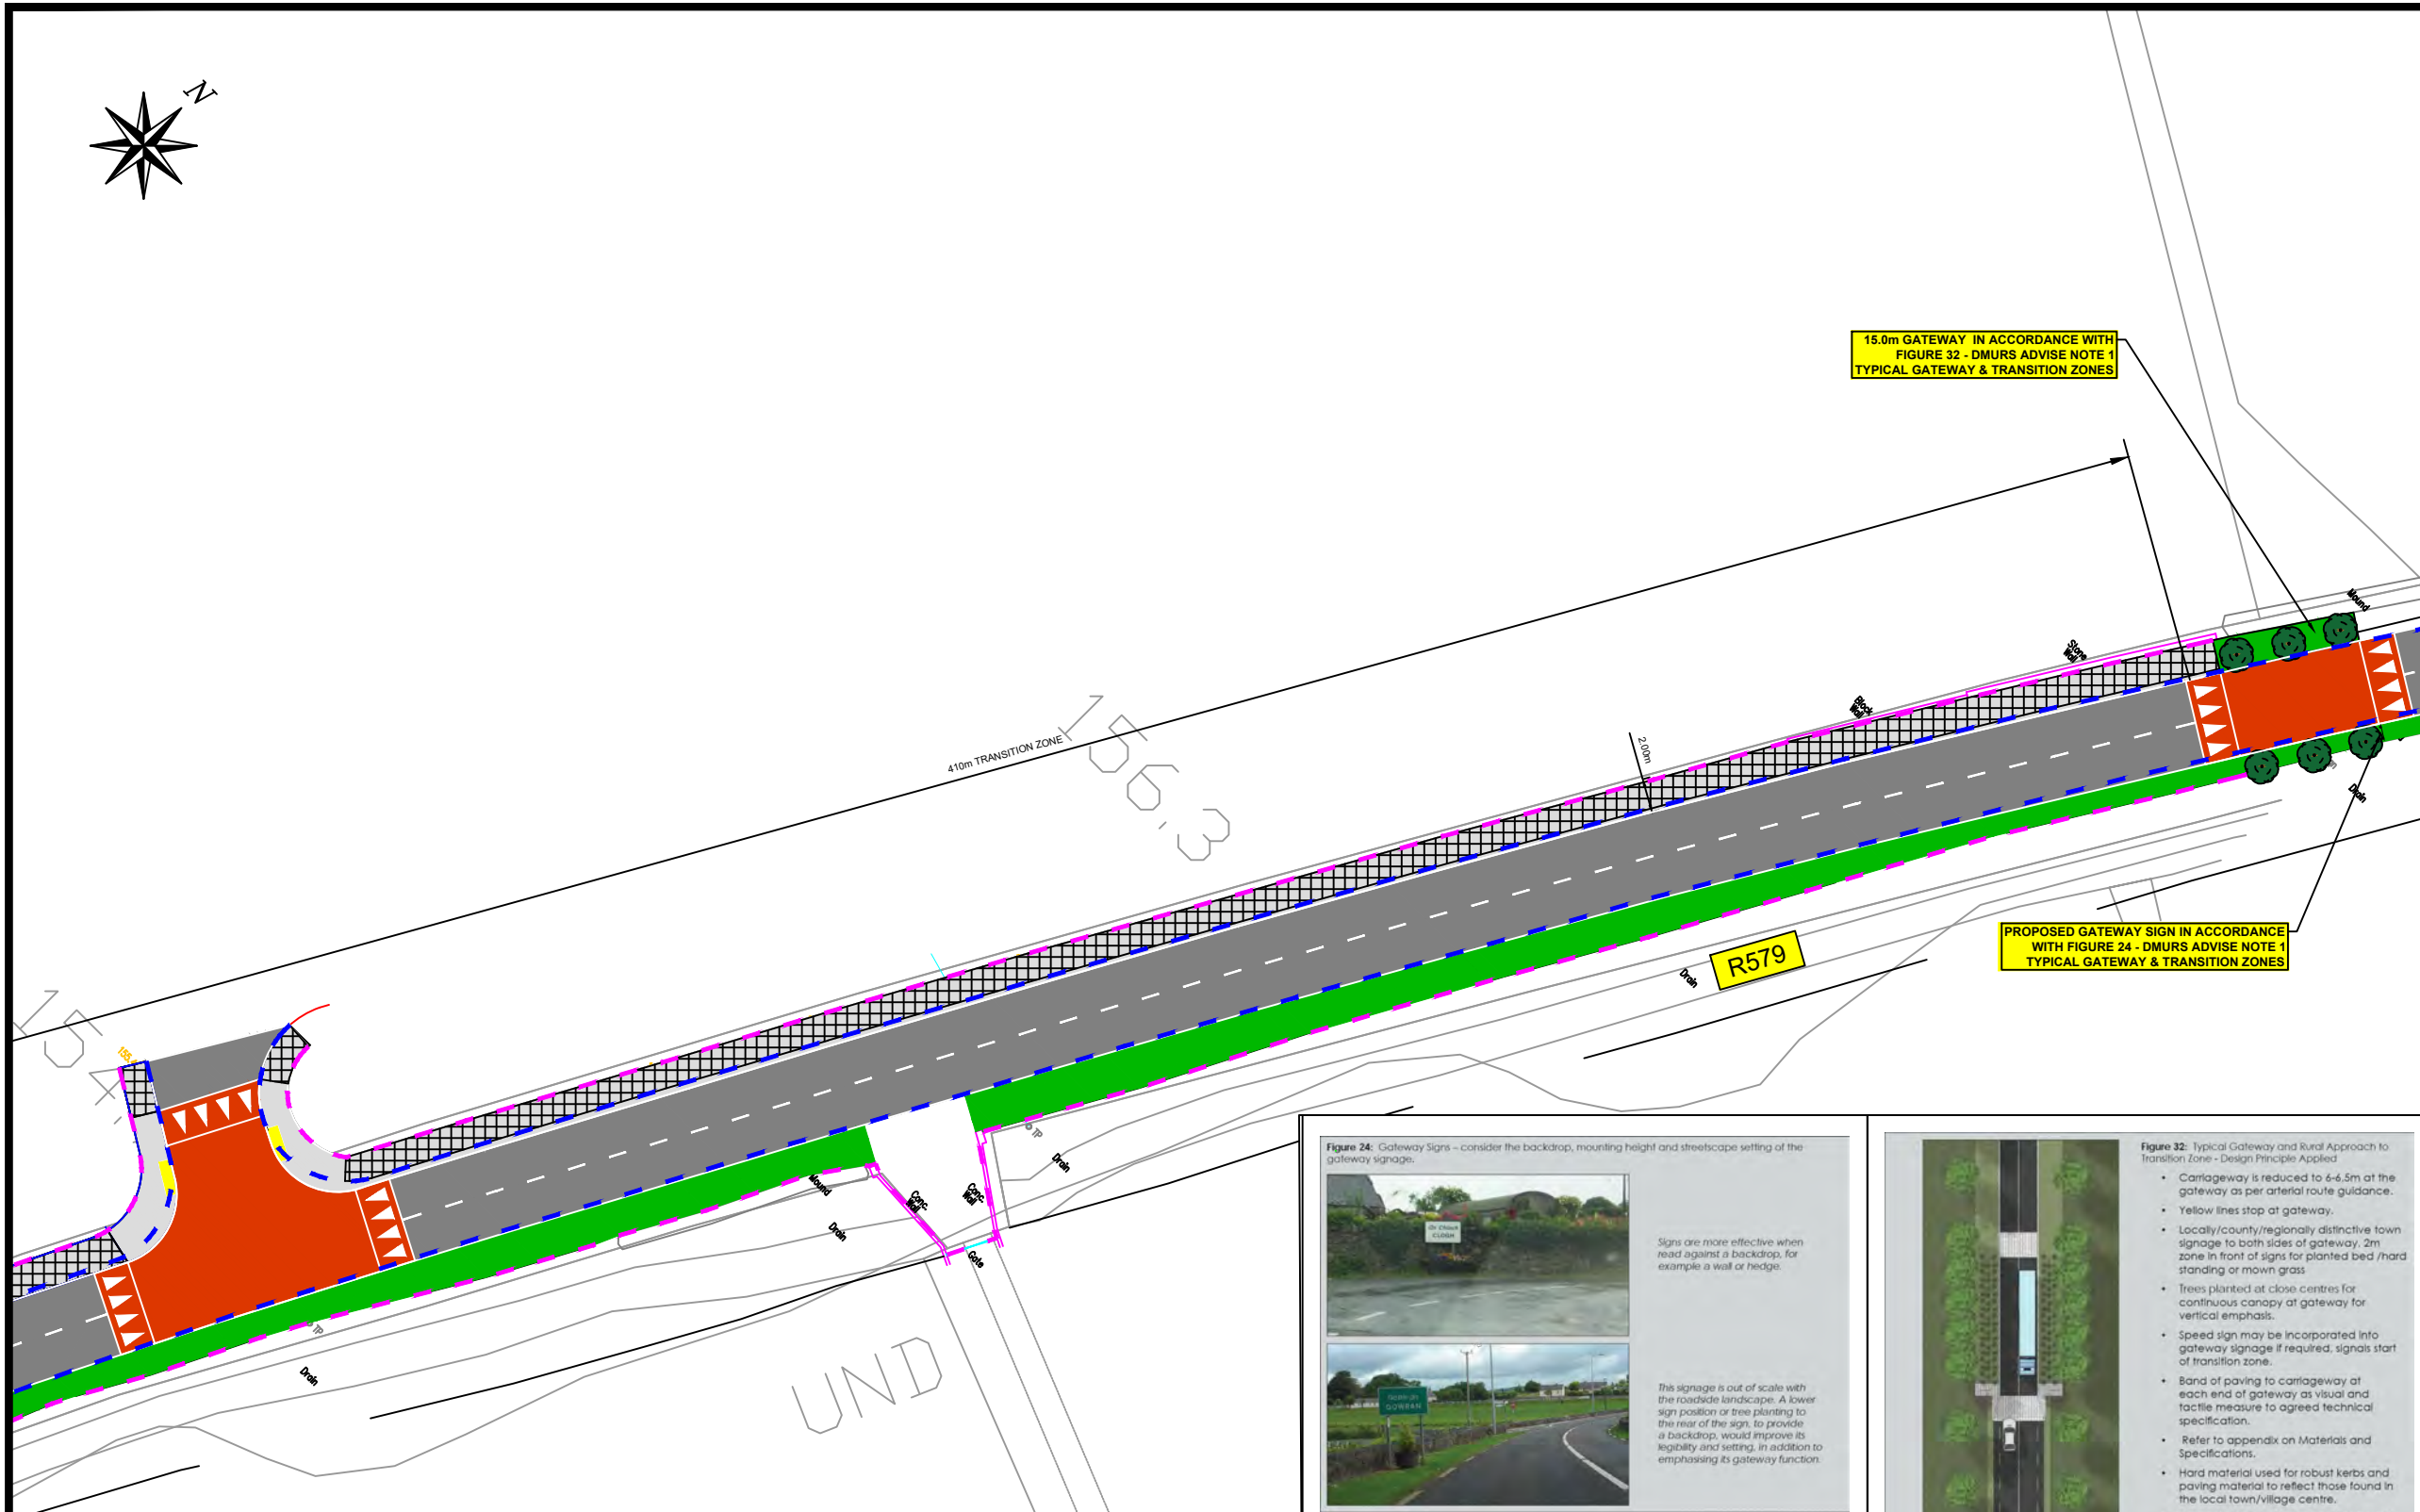 N
15.0m GATEWAY IN ACCORDANCE WITH
FIGURE 32 - DMURS ADVISE NOTE 1
TYPICAL GATEWAY & TRANSITION ZONES
Mound
Stone
Wall
Block
Wall
410m TRANSITION ZONE
156.3
2.00m
Drain
PROPOSED GATEWAY SIGN IN ACCORDANCE
WITH FIGURE 24 - DMURS ADVISE NOTE 1
TYPICAL GATEWAY & TRANSITION ZONES
R579
Drain
TP
Drain
Mound
Conc.
Wall
Conc.
Wall
Drain
Gate
TP
Drain
UND
Figure 24: Gateway Signs – consider the backdrop, mounting height and streetscape setting of the
gateway signage.
CLOGH
Signs are more effective when
read against a backdrop, for
example a wall or hedge.
GOWRAN
This signage is out of scale with
the roadside landscape. A lower
sign position or tree planting to
the rear of the sign, to provide
a backdrop, would improve its
legibility and setting, in addition to
emphasising its gateway function.
Figure 32: Typical Gateway and Rural Approach to
Transition Zone - Design Principle Applied
• Carriageway is reduced to 6-6.5m at the
gateway as per arterial route guidance.
• Yellow lines stop at gateway.
• Locally/county/regionally distinctive town
signage to both sides of gateway. 2m
zone in front of signs for planted bed /hard
standing or mown grass
• Trees planted at close centres for
continuous canopy at gateway for
vertical emphasis.
• Speed sign may be incorporated into
gateway signage if required, signals start
of transition zone.
• Band of paving to carriageway at
each end of gateway as visual and
tactile measure to agreed technical
specification.
• Refer to appendix on Materials and
Specifications.
• Hard material used for robust kerbs and
paving material to reflect those found in
the local town/village centre.